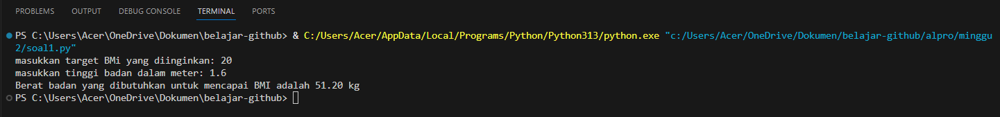 PROBLEMS OUTPUT DEBUG CONSOLE TERMINAL PORTS
PS C:\Users\Acer\OneDrive\Dokumen\belajar-github> & C:/Users/Acer/AppData/Local/Programs/Python/Python313/python.exe "c:/Users/Acer/OneDrive/Dokumen/belajar-github/alpro/minggu
2/soal1.py"
masukkan target BMi yang diinginkan: 20
masukkan tinggi badan dalam meter: 1.6
Berat badan yang dibutuhkan untuk mencapai BMI adalah 51.20 kg
PS C:\Users\Acer\OneDrive\Dokumen\belajar-github>